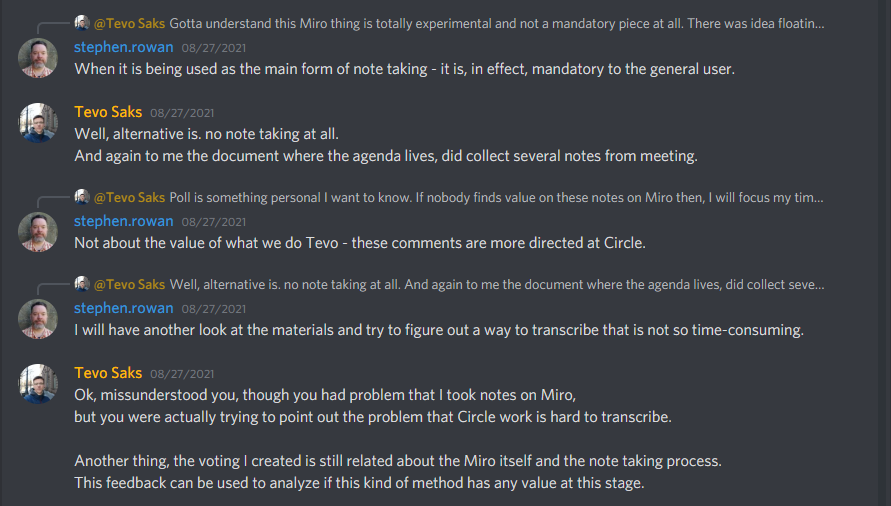 @Tevo Saks Gotta understand this Miro thing is totally experimental and not a mandatory piece at all. There was idea floatin...
stephen.rowan 08/27/2021
When it is being used as the main form of note taking - it is, in effect, mandatory to the general user.
Tevo Saks 08/27/2021
Well, alternative is. no note taking at all.
And again to me the document where the agenda lives, did collect several notes from meeting.
@Tevo Saks Poll is something personal I want to know. If nobody finds value on these notes on Miro then, I will focus my tim...
stephen.rowan 08/27/2021
Not about the value of what we do Tevo - these comments are more directed at Circle.
@Tevo Saks Well, alternative is. no note taking at all. And again to me the document where the agenda lives, did collect seve...
stephen.rowan 08/27/2021
I will have another look at the materials and try to figure out a way to transcribe that is not so time-consuming.
Tevo Saks 08/27/2021
Ok, missunderstood you, though you had problem that I took notes on Miro,
but you were actually trying to point out the problem that Circle work is hard to transcribe.
Another thing, the voting I created is still related about the Miro itself and the note taking process.
This feedback can be used to analyze if this kind of method has any value at this stage.